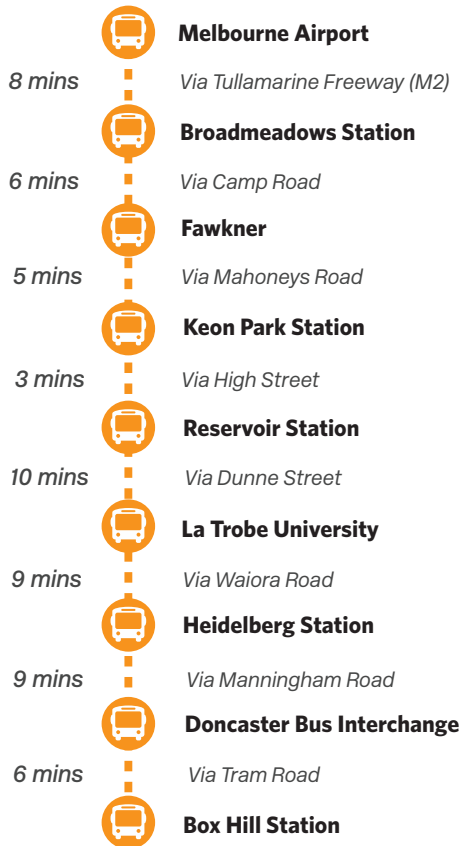 Melbourne Airport
8 mins Via Tullamarine Freeway (M2)
Broadmeadows Station
6 mins Via Camp Road
Fawkner
5 mins Via Mahoneys Road
Keon Park Station
3 mins Via High Street
Reservoir Station
10 mins Via Dunne Street
La Trobe University
9 mins Via Waiora Road
Heidelberg Station
9 mins Via Manningham Road
Doncaster Bus Interchange
6 mins Via Tram Road
Box Hill Station